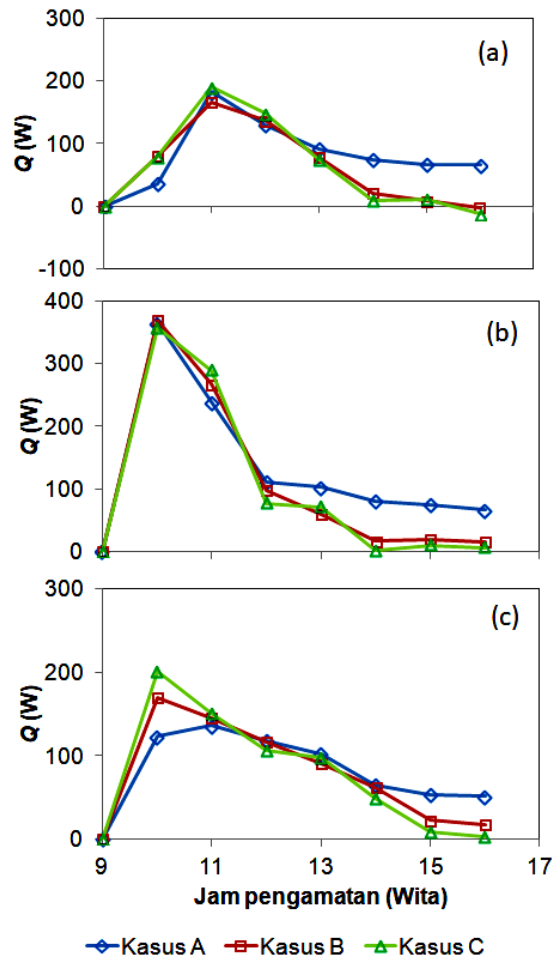 300
(a)
200
Q (W)
100
0
-100
400
(b)
300
Q (W)
200
100
0
300
(c)
200
Q (W)
100
0
9 11 13 15 17
Jam pengamatan (Wita)
Kasus A Kasus B Kasus C